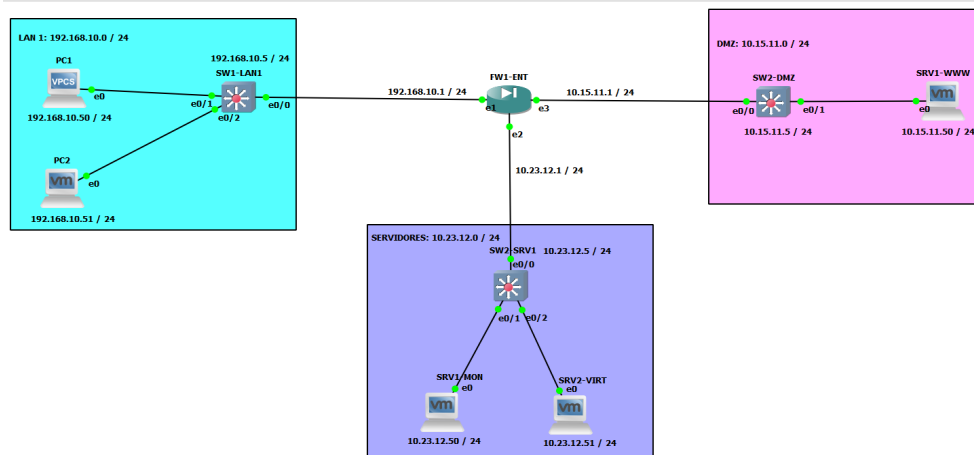 LAN 1: 192.168.10.0 / 24
192.168.10.5 / 24
PC1
SW1-LAN1
VPCS
e0
e0/1
e0/0
e0/2
192.168.10.50 / 24
PC2
vm
e0
192.168.10.51 / 24
FW1-ENT
192.168.10.1 / 24
e1
10.15.11.1 / 24
e3
e2
10.23.12.1 / 24
DMZ: 10.15.11.0 / 24
SW2-DMZ
SRV1-WWW
e0/0
e0/1
e0
vm
10.15.11.5 / 24
10.15.11.50 / 24
SERVIDORES: 10.23.12.0 / 24
SW2-SRV1
10.23.12.5 / 24
e0/0
e0/1
e0/2
SRV1-MON
e0
vm
10.23.12.50 / 24
SRV2-VIRT
e0
vm
10.23.12.51 / 24